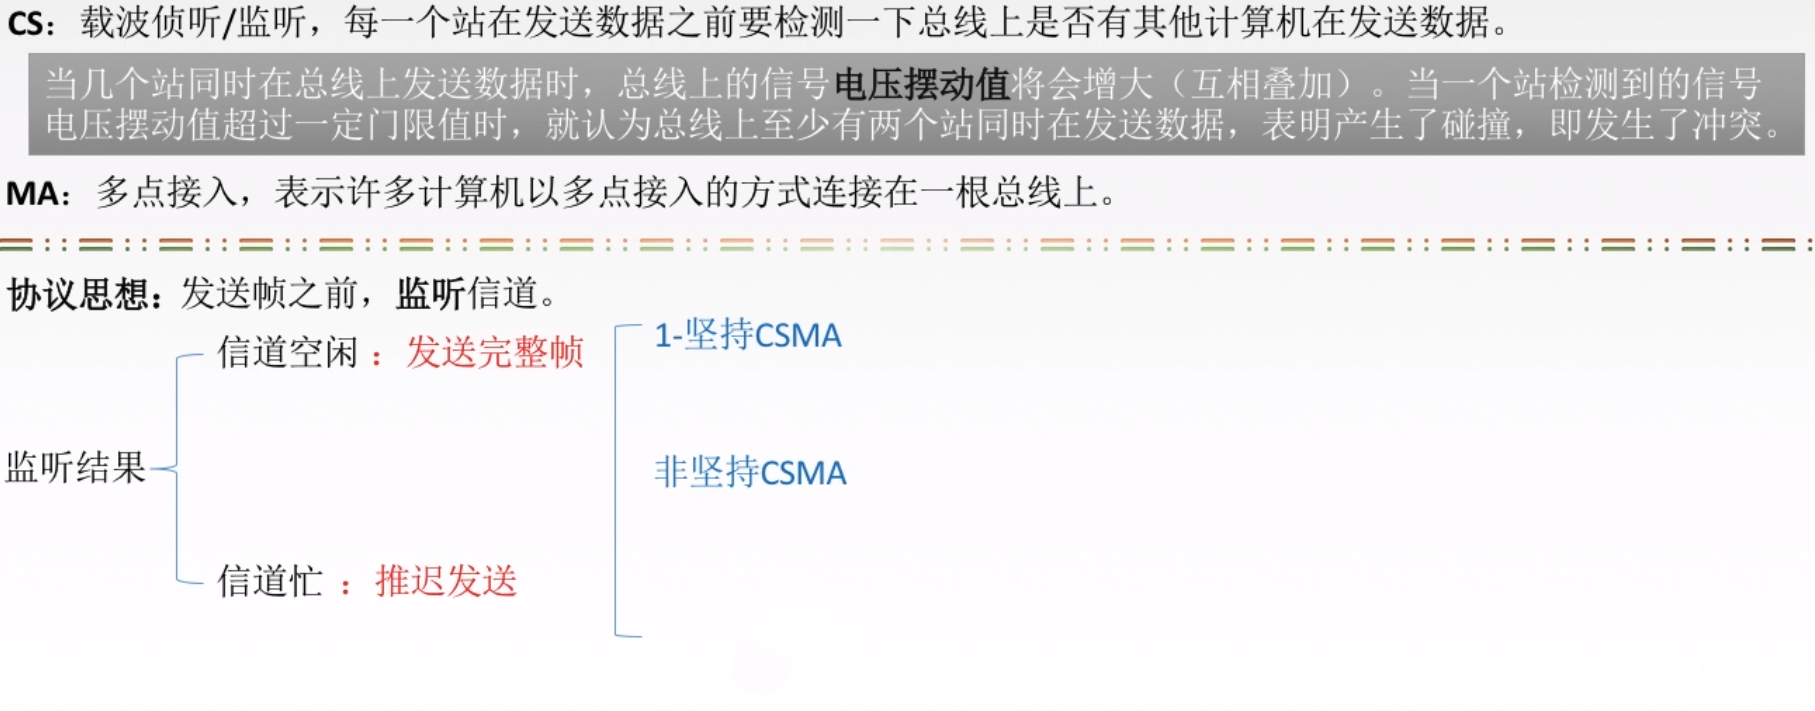 CS：载波侦听/监听，每一个站在发送数据之前要检测一下总线上是否有其他计算机在发送数据。
当几个站同时在总线上发送数据时，总线上的信号电压摆动值将会增大（互相叠加）。当一个站检测到的信号
电压摆动值超过一定门限值时，就认为总线上至少有两个站同时在发送数据，表明产生了碰撞，即发生了冲突。
MA：多点接入，表示许多计算机以多点接入的方式连接在一根总线上。
协议思想：发送帧之前，监听信道。
监听结果
信道空闲：发送完整帧
信道忙：推迟发送
1-坚持CSMA
非坚持CSMA